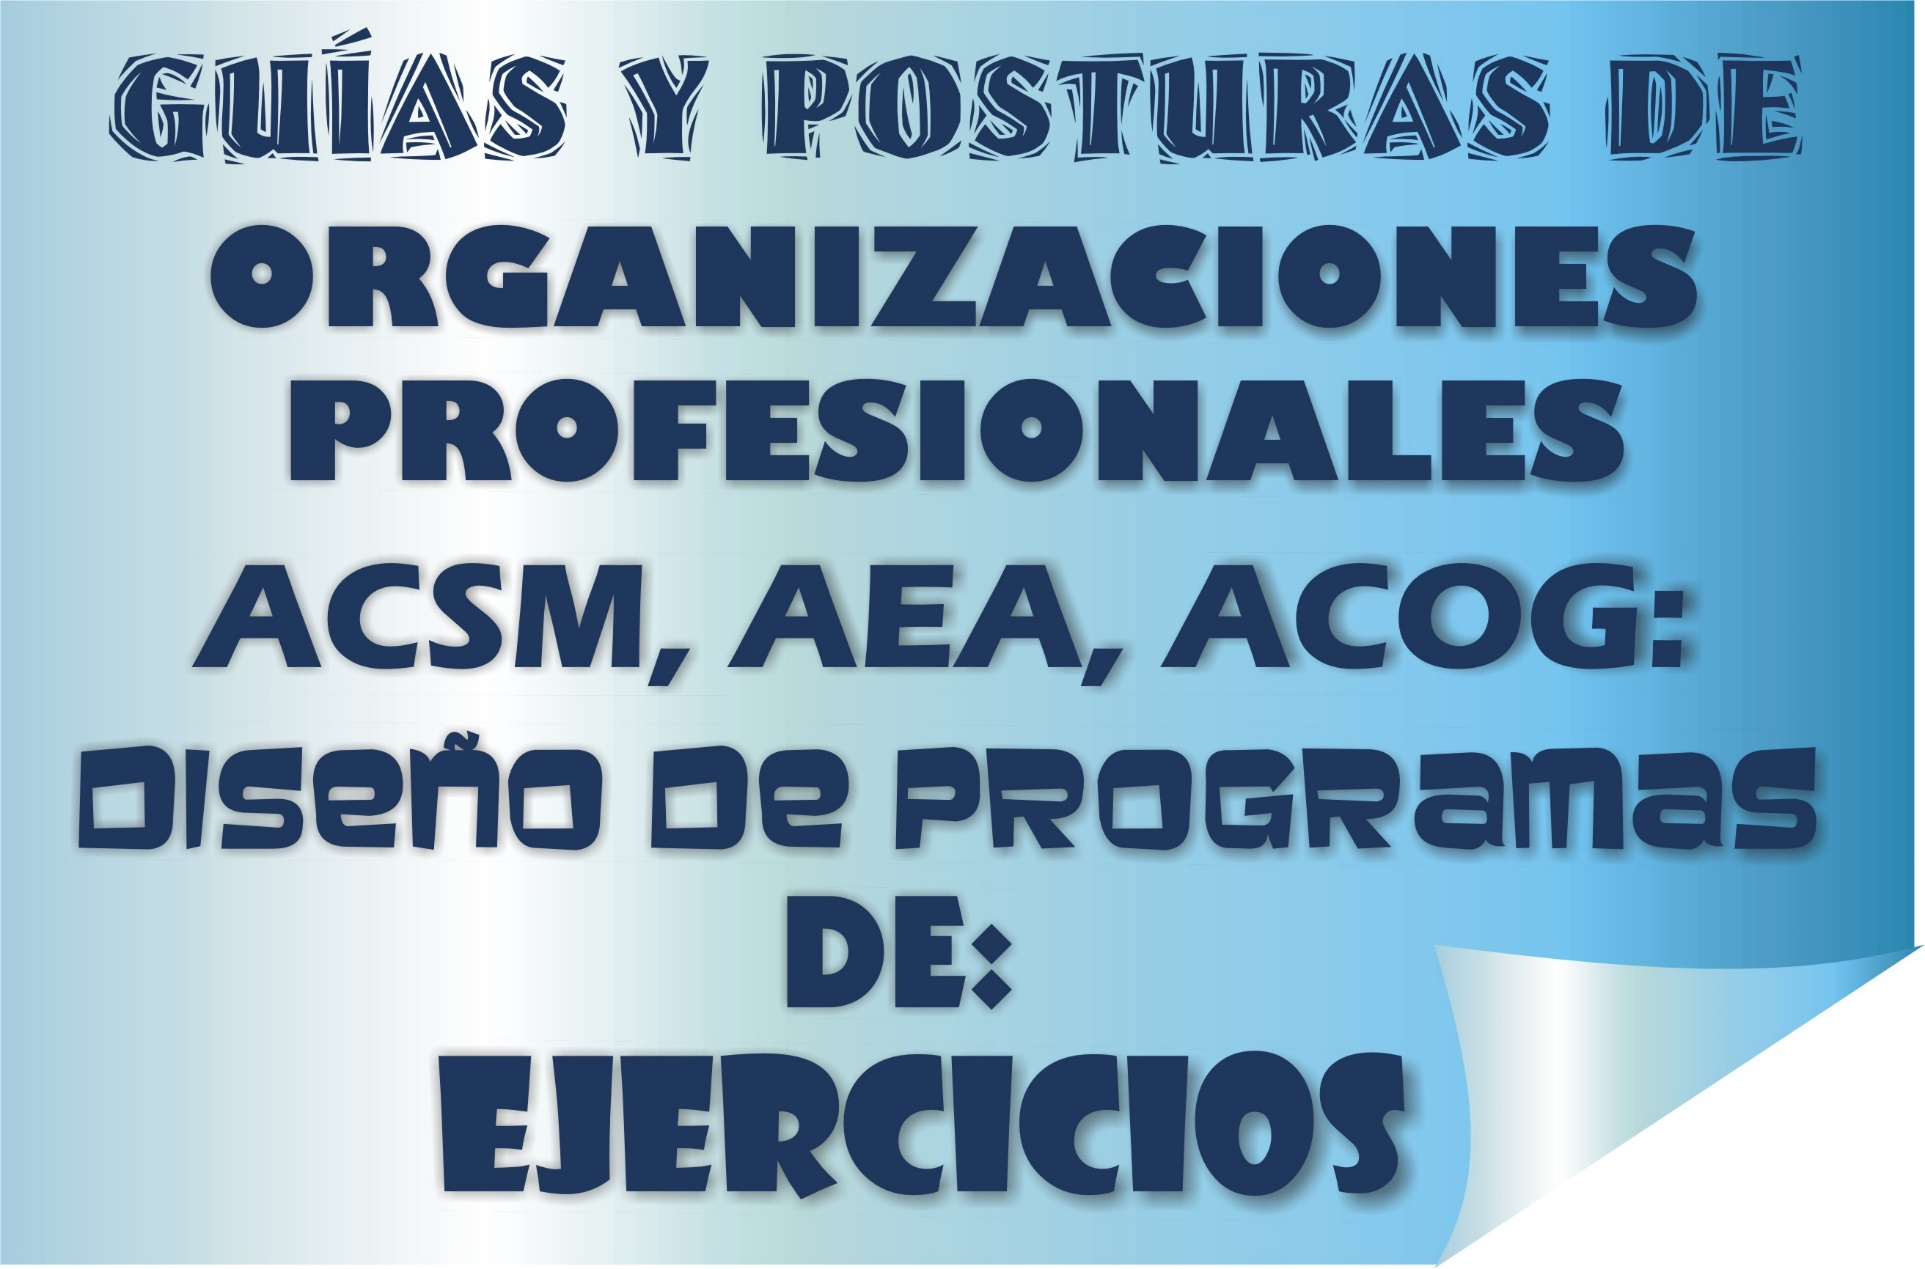 GUÍAS Y POSTURAS DE
ORGANIZACIONES
PROFESIONALES
ACSM, AEA, ACOG:
DISeÑO De PROGRamas
DE:
EJERCICIOS